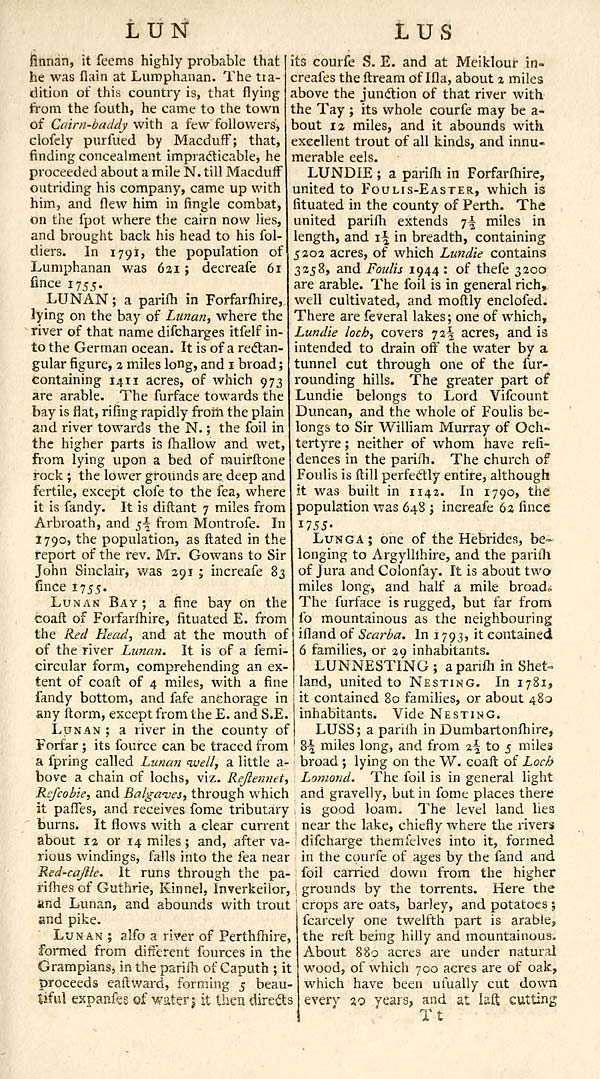 LUN
LUS
ſinnan, it ſeems highly probable that
he was ſlain at Lumphanan. The tra-
dition of this country is, that flying
from the ſouth, he came to the town
of Cairn-baddy with a few followers,
cloſely purſued by Macduff; that,
finding concealment impracticable, he
proceeded about a mile N. till Macduff
outriding his company, came up with
him, and ſlew him in ſingle combat,
on the ſpot where the cairn now lies,
and brought back his head to his ſol-
diers. In 1791, the population of
Lumphanan was 621; decreaſe 61
ſince 1755.
LUNAN; a pariſh in Forfarſhire,
lying on the bay of Lunan, where the
river of that name diſcharges itſelf in-
to the German ocean. It is of a rectan-
gular figure, 2 miles long, and 1 broad;
containing 1411 acres, of which 973
are arable. The ſurface towards the
bay is flat, riſing rapidly from the plain
and river towards the N.; the ſoil in
the higher parts is ſhallow and wet,
from lying upon a bed of muirſtone
rock; the lower grounds are deep and
fertile, except cloſe to the ſea, where
it is ſandy. It is diſtant 7 miles from
Arbroath, and 5½ from Montroſe. In
1790, the population, as ſtated in the
report of the rev. Mr. Gowans to Sir
John Sinclair, was 291; increaſe 83
ſince 1755.
LUNAN BAY; a fine bay on the
coaſt of Forfarſhire, ſituated E. from
the Red Head, and at the mouth of
of the river Lunan. It is of a ſemi-
circular form, comprehending an ex-
tent of coaſt of 4 miles, with a fine
ſandy bottom, and ſafe anchorage in
any ſtorm, except from the E. and S.E.
LUNAN; a river in the county of
Forfar; its ſource can be traced from
a ſpring called Lunan well, a little a-
bove a chain of lochs, viz. Reſtennet,
Reſcobie, and Balgaves, through which
it paſſes, and receives ſome tributary
burns. It flows with a clear current
about 12 or 14 miles; and, after va-
rious windings, falls into the ſea near
Red-caſtle. It runs through the pa-
riſhes of Guthrie, Kinnel, Inverkeilor,
and Lunan, and abounds with trout
and pike.
LUNAN; alſo a river of Perthſhire,
formed from different ſources in the
Grampians, in the pariſh of Caputh; it
proceeds eaſtward, forming 5 beau-
tiful expanſes of water; it then directs
its courſe S. E. and at Meiklour in-
creaſes the ſtream of Iſla, about 2 miles
above the junction of that river with
the Tay; its whole courſe may be a-
bout 12 miles, and it abounds with
excellent trout of all kinds, and innu-
merable eels.
LUNDIE; a pariſh in Forfarſhire,
united to FOULIS-EASTER, which is
ſituated in the county of Perth. The
united pariſh extends 7½ miles in
length, and 1½ in breadth, containing
5202 acres, of which Lundie contains
3258, and Foulis 1944: of theſe 3200
are arable. The ſoil is in general rich,
well cultivated, and moſtly encloſed.
There are ſeveral lakes; one of which,
Lundie loch, covers 72½ acres, and is
intended to drain off the water by a
tunnel cut through one of the ſur-
rounding hills. The greater part of
Lundie belongs to Lord Viſcount
Duncan, and the whole of Foulis be-
longs to Sir William Murray of Och-
tertyre; neither of whom have reſi-
dences in the pariſh. The church of
Foulis is ſtill perfectly entire, although
it was built in 1142. In 1790, the
population was 648; increaſe 62 ſince
1755.
LUNGA; one of the Hebrides, be-
longing to Argyllſhire, and the pariſh
of Jura and Colonſay. It is about two
miles long, and half a mile broad.
The ſurface is rugged, but far from
ſo mountainous as the neighbouring
iſland of Scarba. In 1793, it contained
6 families, or 29 inhabitants.
LUNNESTING; a pariſh in Shet-
land, united to NESTING. In 1781,
it contained 80 families, or about 480
inhabitants. Vide NESTING.
LUSS; a pariſh in Dumbartonſhire,
8½ miles long, and from 2½ to 5 miles
broad; lying on the W. coaſt of Loch
Lomond. The ſoil is in general light
and gravelly, but in ſome places there
is good loam. The level land lies
near the lake, chiefly where the rivers
diſcharge themſelves into it, formed
in the courſe of ages by the ſand and
ſoil carried down from the higher
grounds by the torrents. Here the
crops are oats, barley, and potatoes;
ſcarcely one twelfth part is arable,
the reſt being hilly and mountainous.
About 880 acres are under natural
wood, of which 700 acres are of oak,
which have been uſually cut down
every 20 years, and at laſt cutting
T t